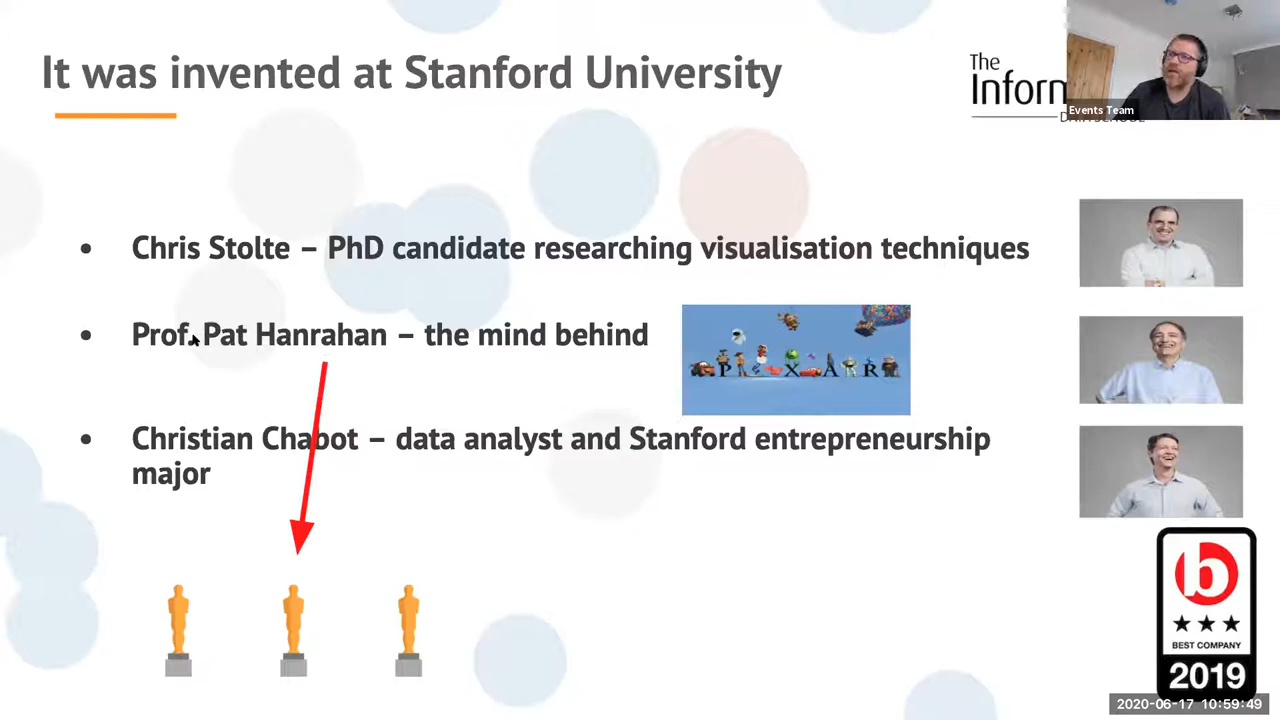 It was invented at Stanford University
The
Inform
Events Team
• Chris Stolte – PhD candidate researching visualisation techniques
• Prof. Pat Hanrahan – the mind behind
PIXAR
• Christian Chabot – data analyst and Stanford entrepreneurship
major
b
BEST COMPANY
2019
2020-06-17 10:59:49